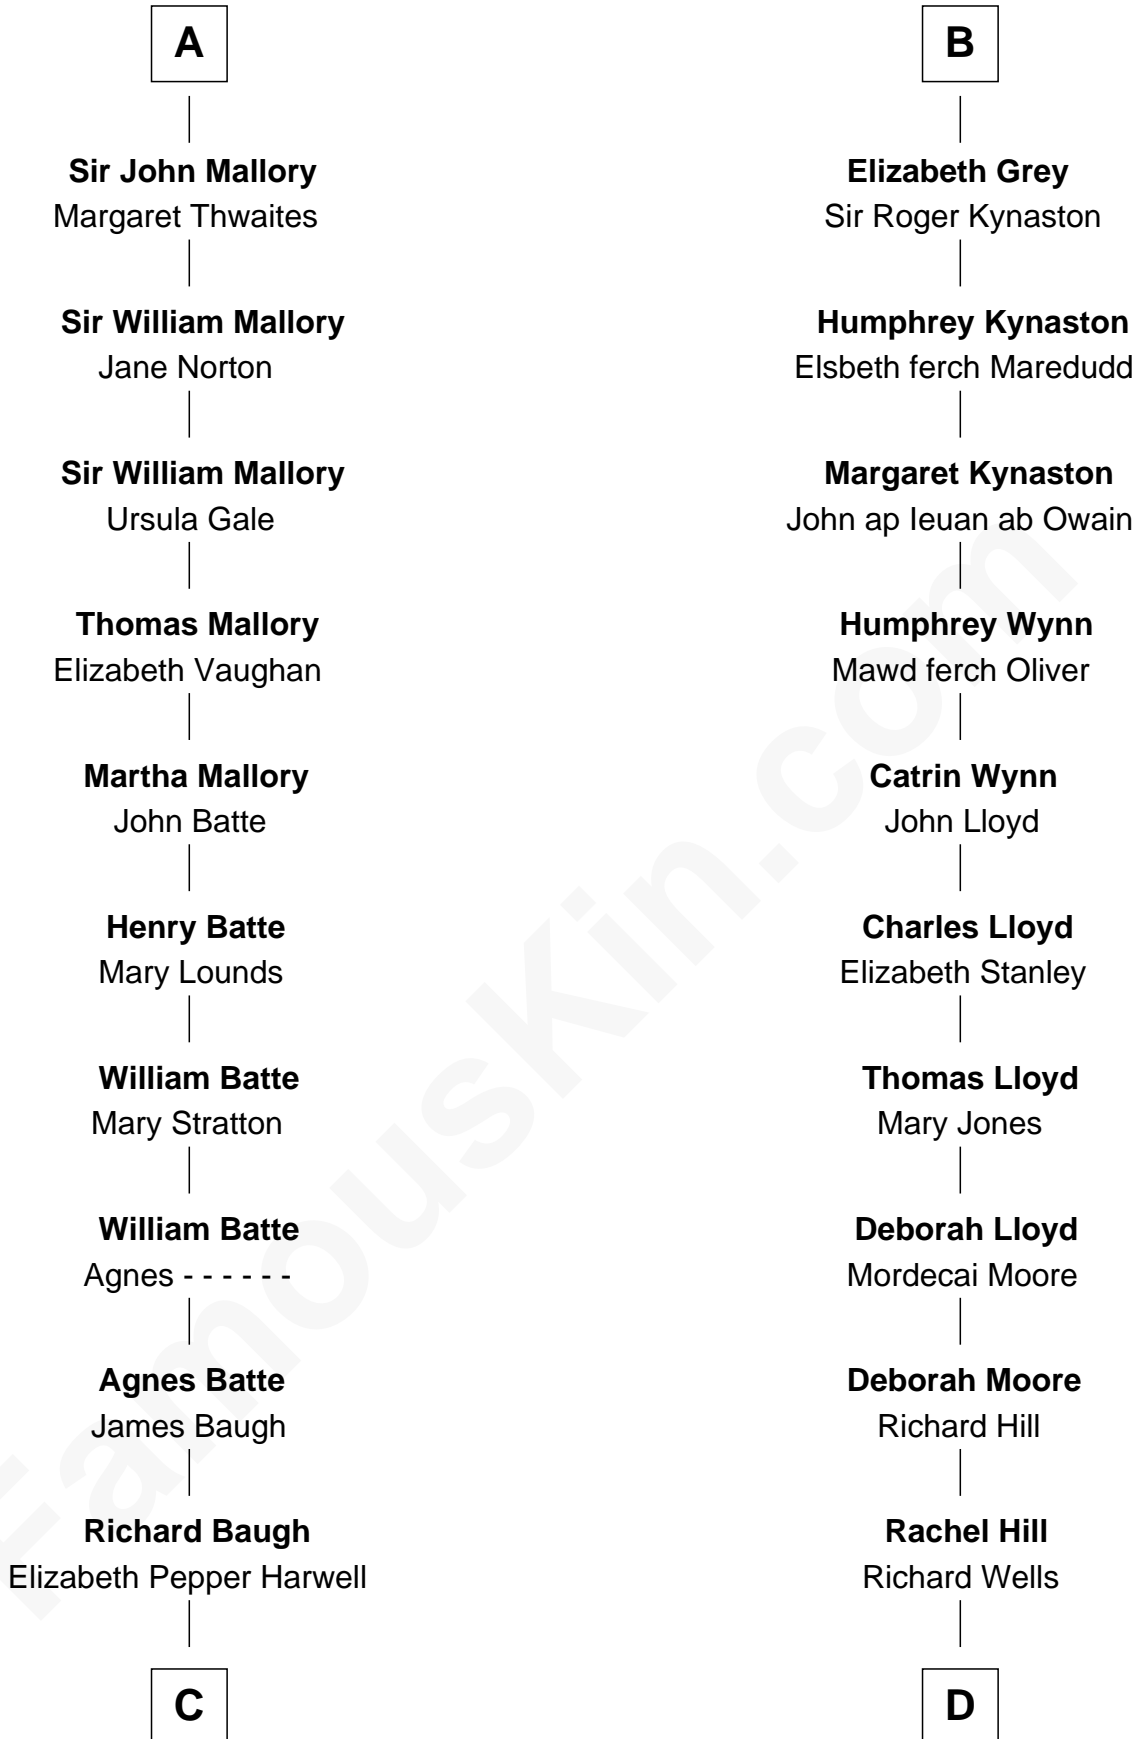 A
Sir John Mallory
Margaret Thwaites
Sir William Mallory
Jane Norton
Sir William Mallory
Ursula Gale
Thomas Mallory
Elizabeth Vaughan
Martha Mallory
John Batte
Henry Batte
Mary Lounds
William Batte
Mary Stratton
William Batte
Agnes - - - - - -
Agnes Batte
James Baugh
Richard Baugh
Elizabeth Pepper Harwell
C
B
Elizabeth Grey
Sir Roger Kynaston
Humphrey Kynaston
Elsbeth ferch Maredudd
Margaret Kynaston
John ap Ieuan ab Owain
Humphrey Wynn
Mawd ferch Oliver
Catrin Wynn
John Lloyd
Charles Lloyd
Elizabeth Stanley
Thomas Lloyd
Mary Jones
Deborah Lloyd
Mordecai Moore
Deborah Moore
Richard Hill
Rachel Hill
Richard Wells
D
FamousKin.com